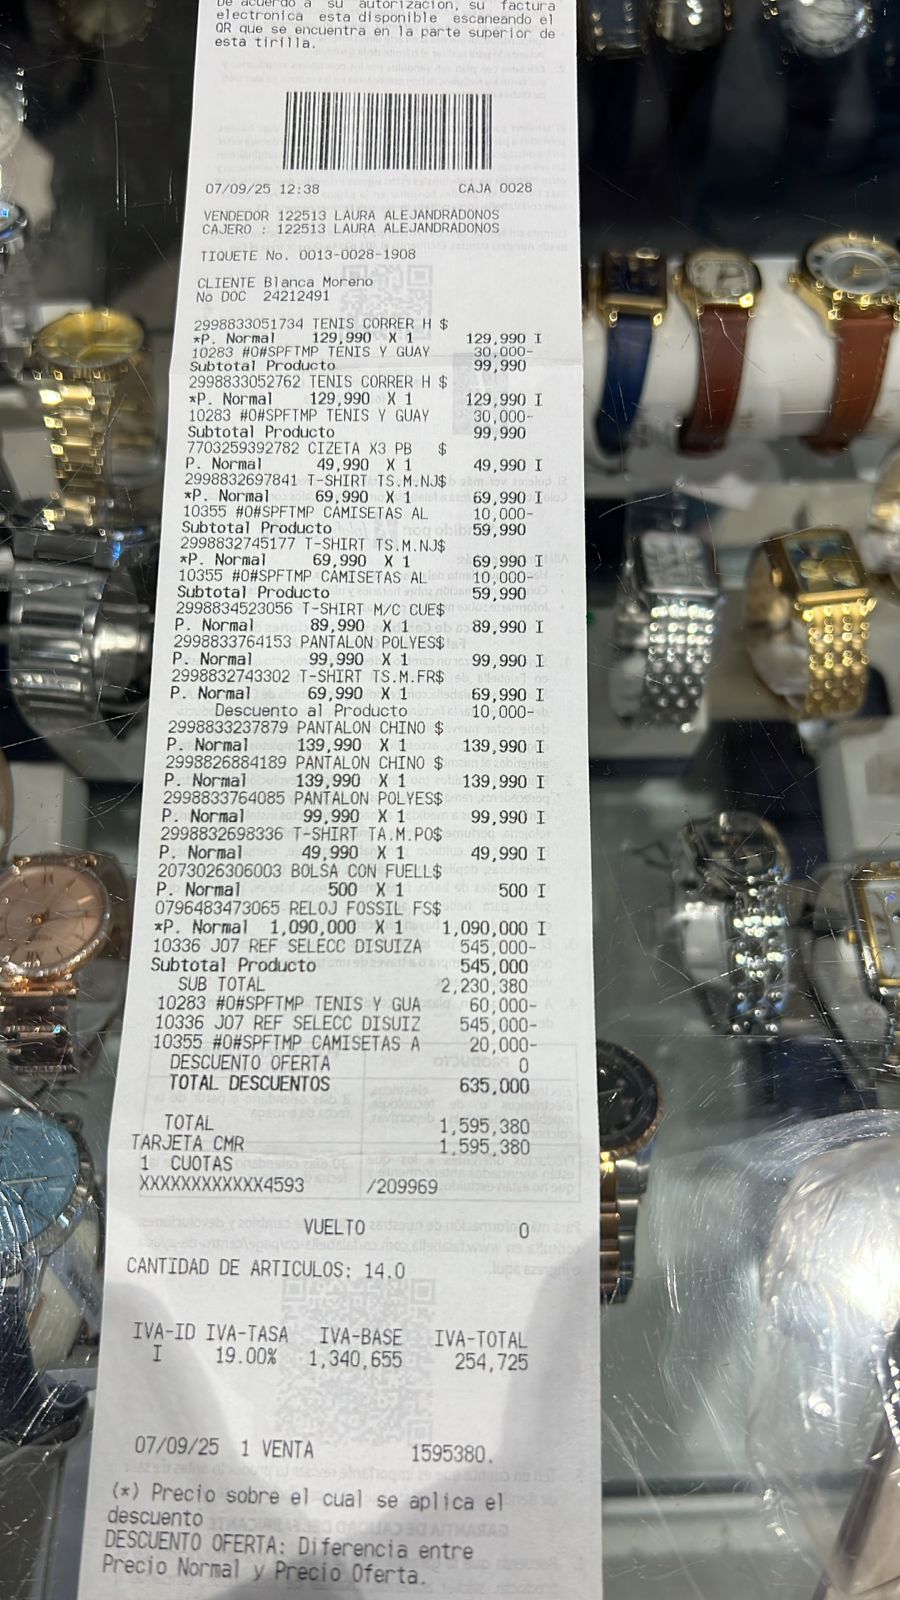 De acuerdo a su autorizacion, su factura
electronica esta disponible escaneando el
QR que se encuentra en la parte superior de
esta tirilla.
07/09/25 12:38 CAJA 0028
VENDEDOR 122513 LAURA ALEJANDRADONOS
CAJERO : 122513 LAURA ALEJANDRADONOS
TIQUETE No. 0013-0028-1908
CLIENTE Blanca Moreno
No DOC 24212491
2998833051734 TENIS CORRER H $
*P. Normal 129,990 X 1 129,990 I
10283 #0#SPFTMP TENIS Y GUAY 30,000-
Subtotal Producto 99,990
2998833052762 TENIS CORRER H $
*P. Normal 129,990 X 1 129,990 I
10283 #0#SPFTMP TENIS Y GUAY 30,000-
Subtotal Producto 99,990
7703259392782 CIZETA X3 PB $
P. Normal 49,990 X 1 49,990 I
2998832697841 T-SHIRT TS.M.NJ$
*P. Normal 69,990 X 1 69,990 I
10355 #0#SPFTMP CAMISETAS AL 10,000-
Subtotal Producto 59,990
2998832745177 T-SHIRT TS.M.NJ$
*P. Normal 69,990 X 1 69,990 I
10355 #0#SPFTMP CAMISETAS AL 10,000-
Subtotal Producto 59,990
2998834523056 T-SHIRT M/C CUE$
P. Normal 89,990 X 1 89,990 I
2998833764153 PANTALON POLYES$
P. Normal 99,990 X 1 99,990 I
2998832743302 T-SHIRT TS.M.FR$
P. Normal 69,990 X 1 69,990 I
Descuento al Producto 10,000-
2998833237879 PANTALON CHINO $
P. Normal 139,990 X 1 139,990 I
2998826884189 PANTALON CHINO $
P. Normal 139,990 X 1 139,990 I
2998833764085 PANTALON POLYES$
P. Normal 99,990 X 1 99,990 I
2998832698336 T-SHIRT TA.M.PO$
P. Normal 49,990 X 1 49,990 I
2073026306003 BOLSA CON FUELL$
P. Normal 500 X 1 500 I
0796483473065 RELOJ FOSSIL FS$
*P. Normal 1,090,000 X 1 1,090,000 I
10336 J07 REF SELECC DISUIZA 545,000-
Subtotal Producto 545,000
SUB TOTAL 2,230,380
10283 #0#SPFTMP TENIS Y GUA 60,000-
10336 J07 REF SELECC DISUIZ 545,000-
10355 #0#SPFTMP CAMISETAS A 20,000-
DESCUENTO OFERTA 0
TOTAL DESCUENTOS 635,000
TOTAL 1,595,380
TARJETA CMR 1,595,380
1 CUOTAS
XXXXXXXXXXXX4593 /209969
VUELTO 0
CANTIDAD DE ARTICULOS: 14.0
IVA-ID IVA-TASA IVA-BASE IVA-TOTAL
I 19.00% 1,340,655 254,725
07/09/25 1 VENTA 1595380.
(*) Precio sobre el cual se aplica el
descuento
DESCUENTO OFERTA: Diferencia entre
Precio Normal y Precio Oferta.